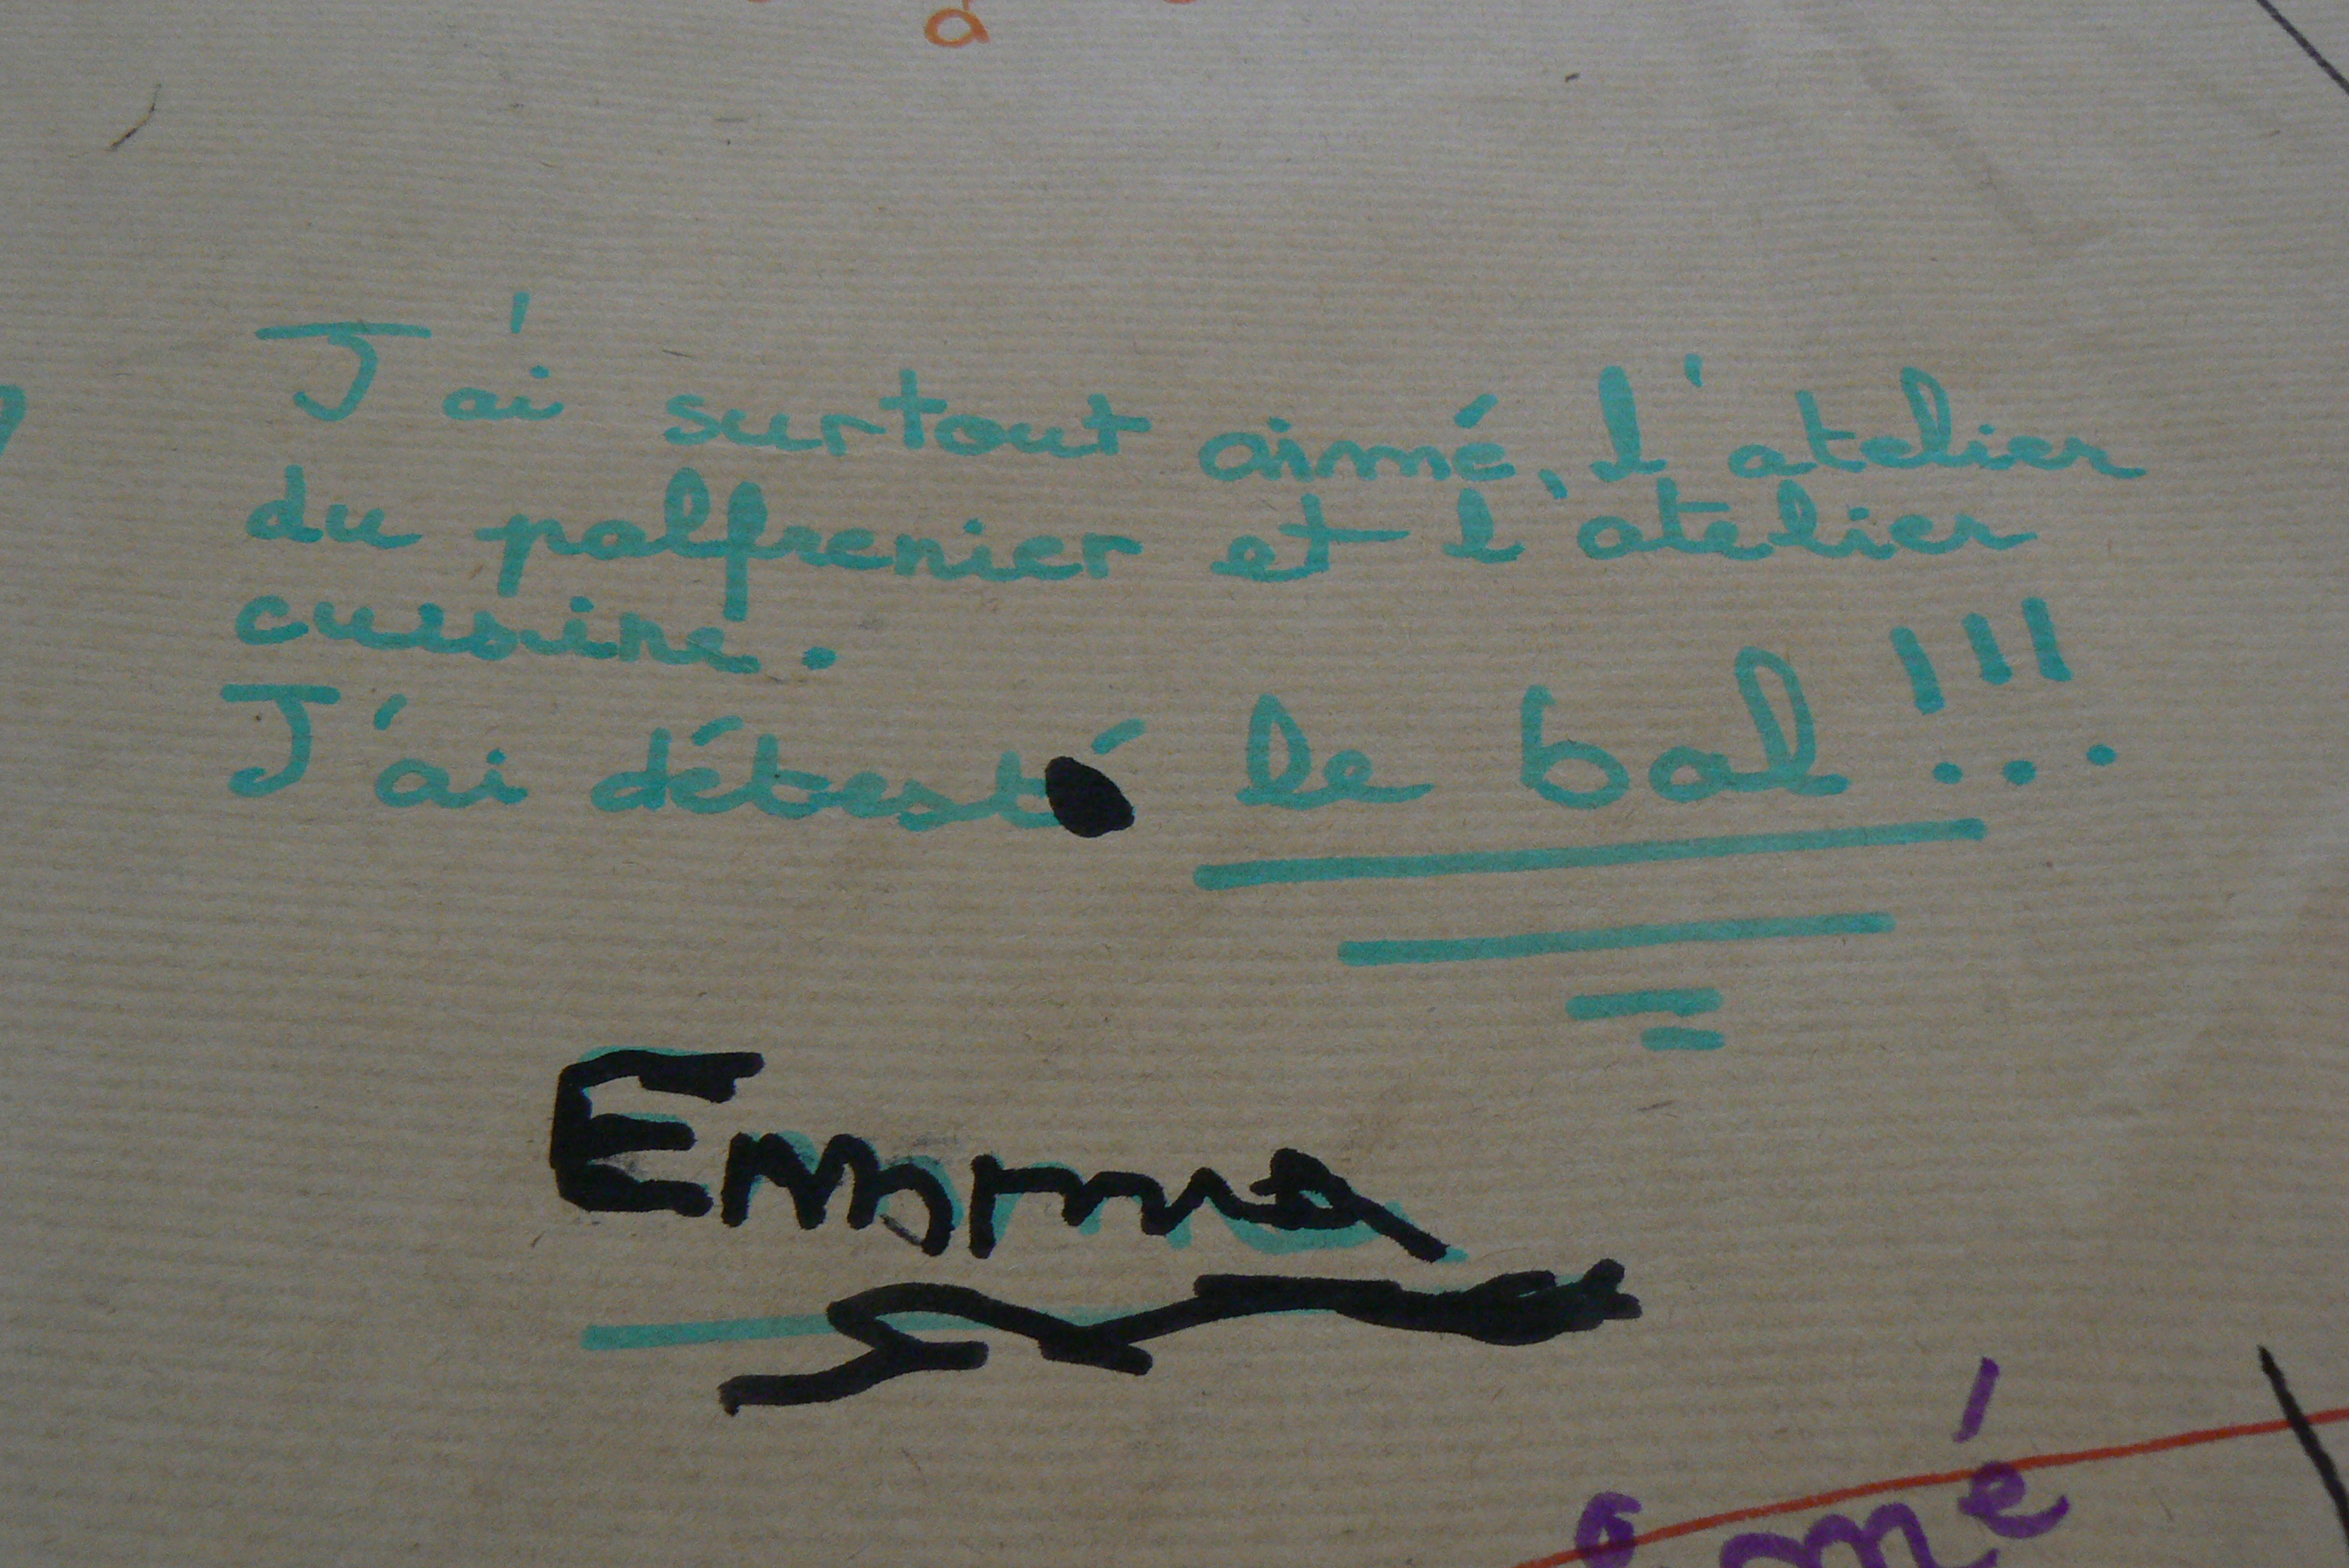 J'ai surtout aimé, l'atelier
du palfrenier et l'atelier
cuisine.
J'ai détesté le bal !!!
Emma